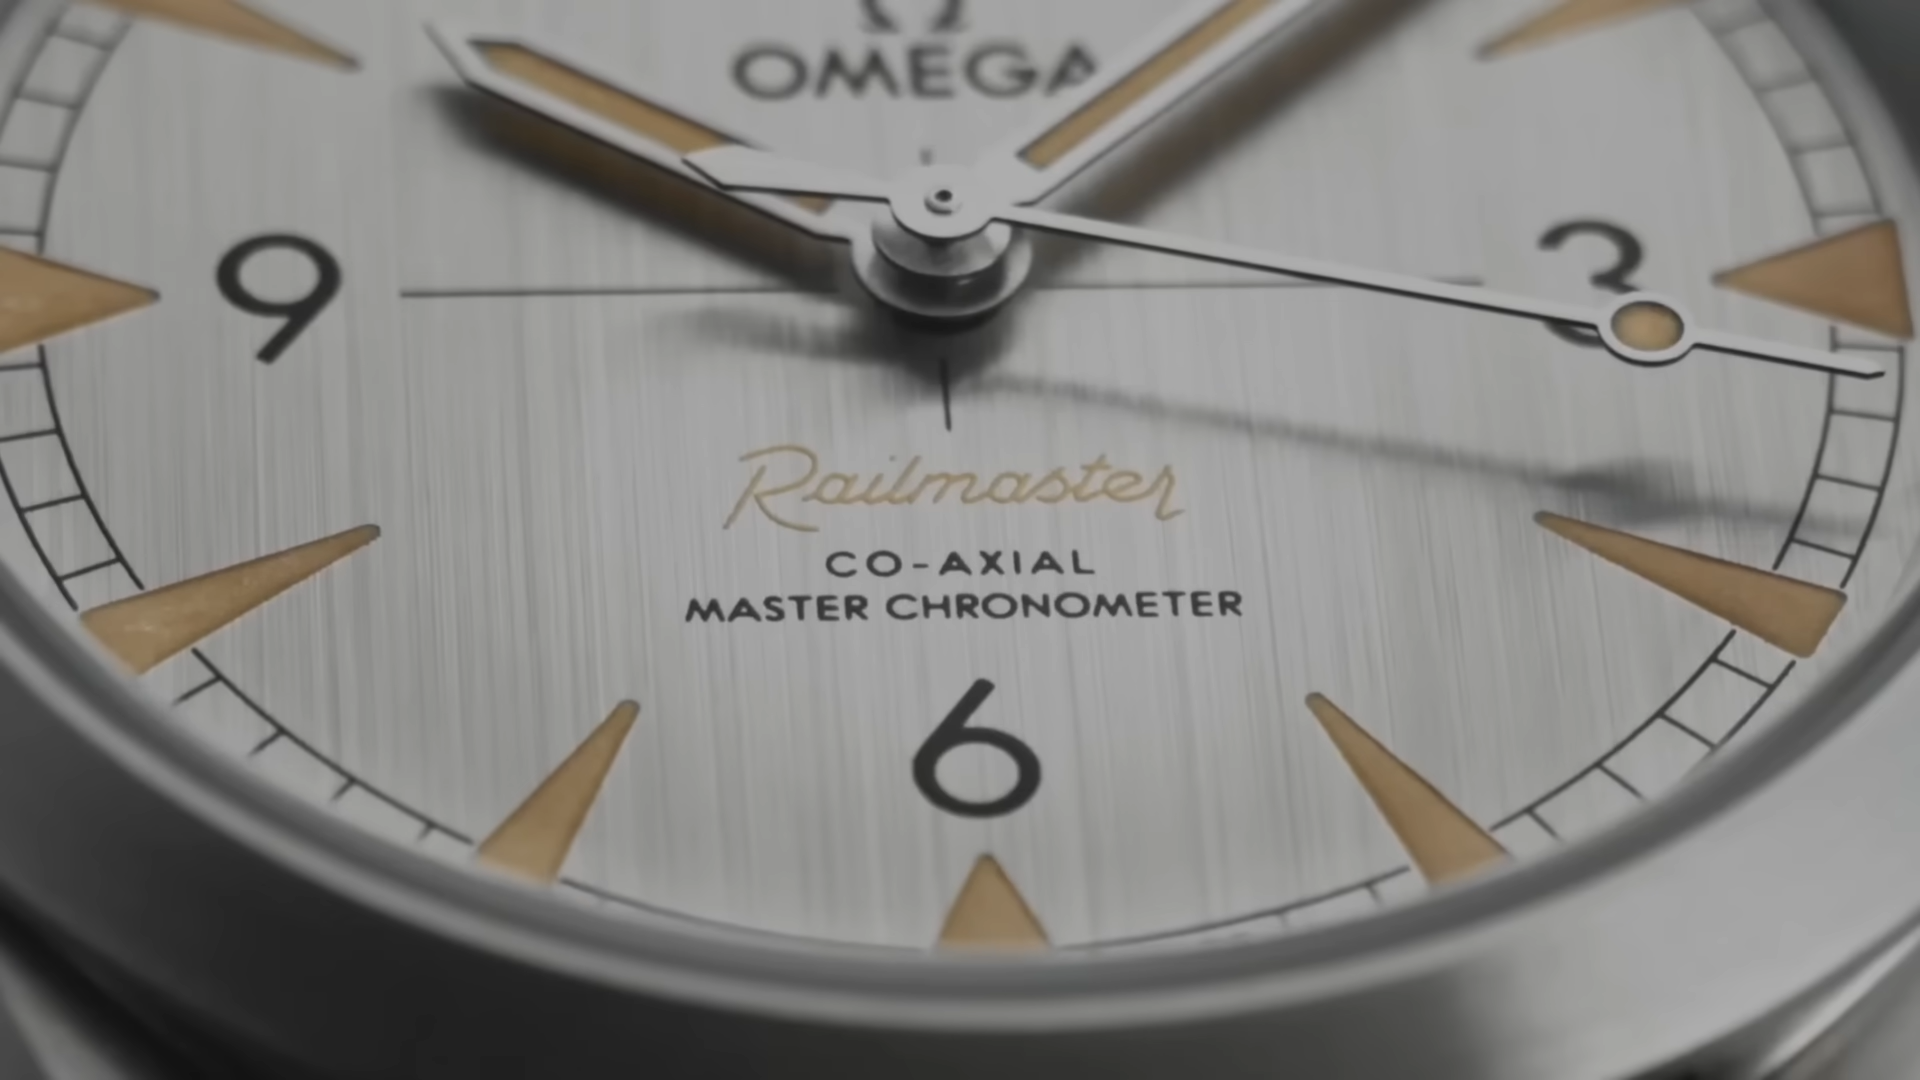 Ω
OMEGA
9 3
Railmaster
CO-AXIAL
MASTER CHRONOMETER
6